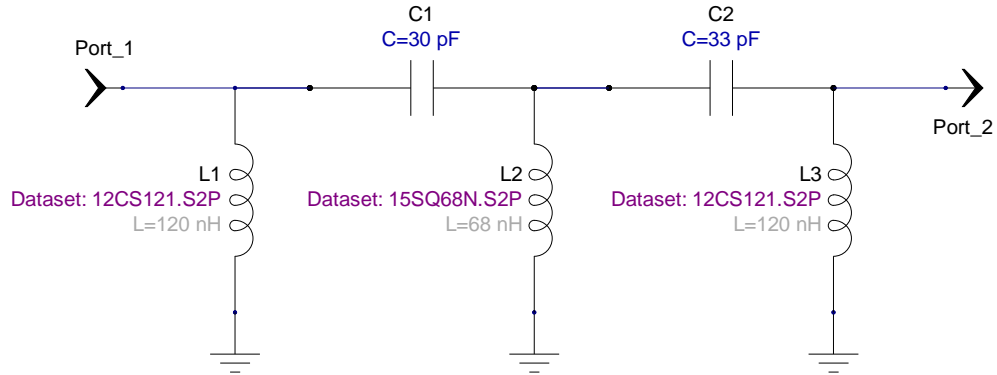 C1
C=30 pF
C2
C=33 pF
Port_1
Port_2
L1
Dataset: 12CS121.S2P
L=120 nH
L2
Dataset: 15SQ68N.S2P
L=68 nH
L3
Dataset: 12CS121.S2P
L=120 nH